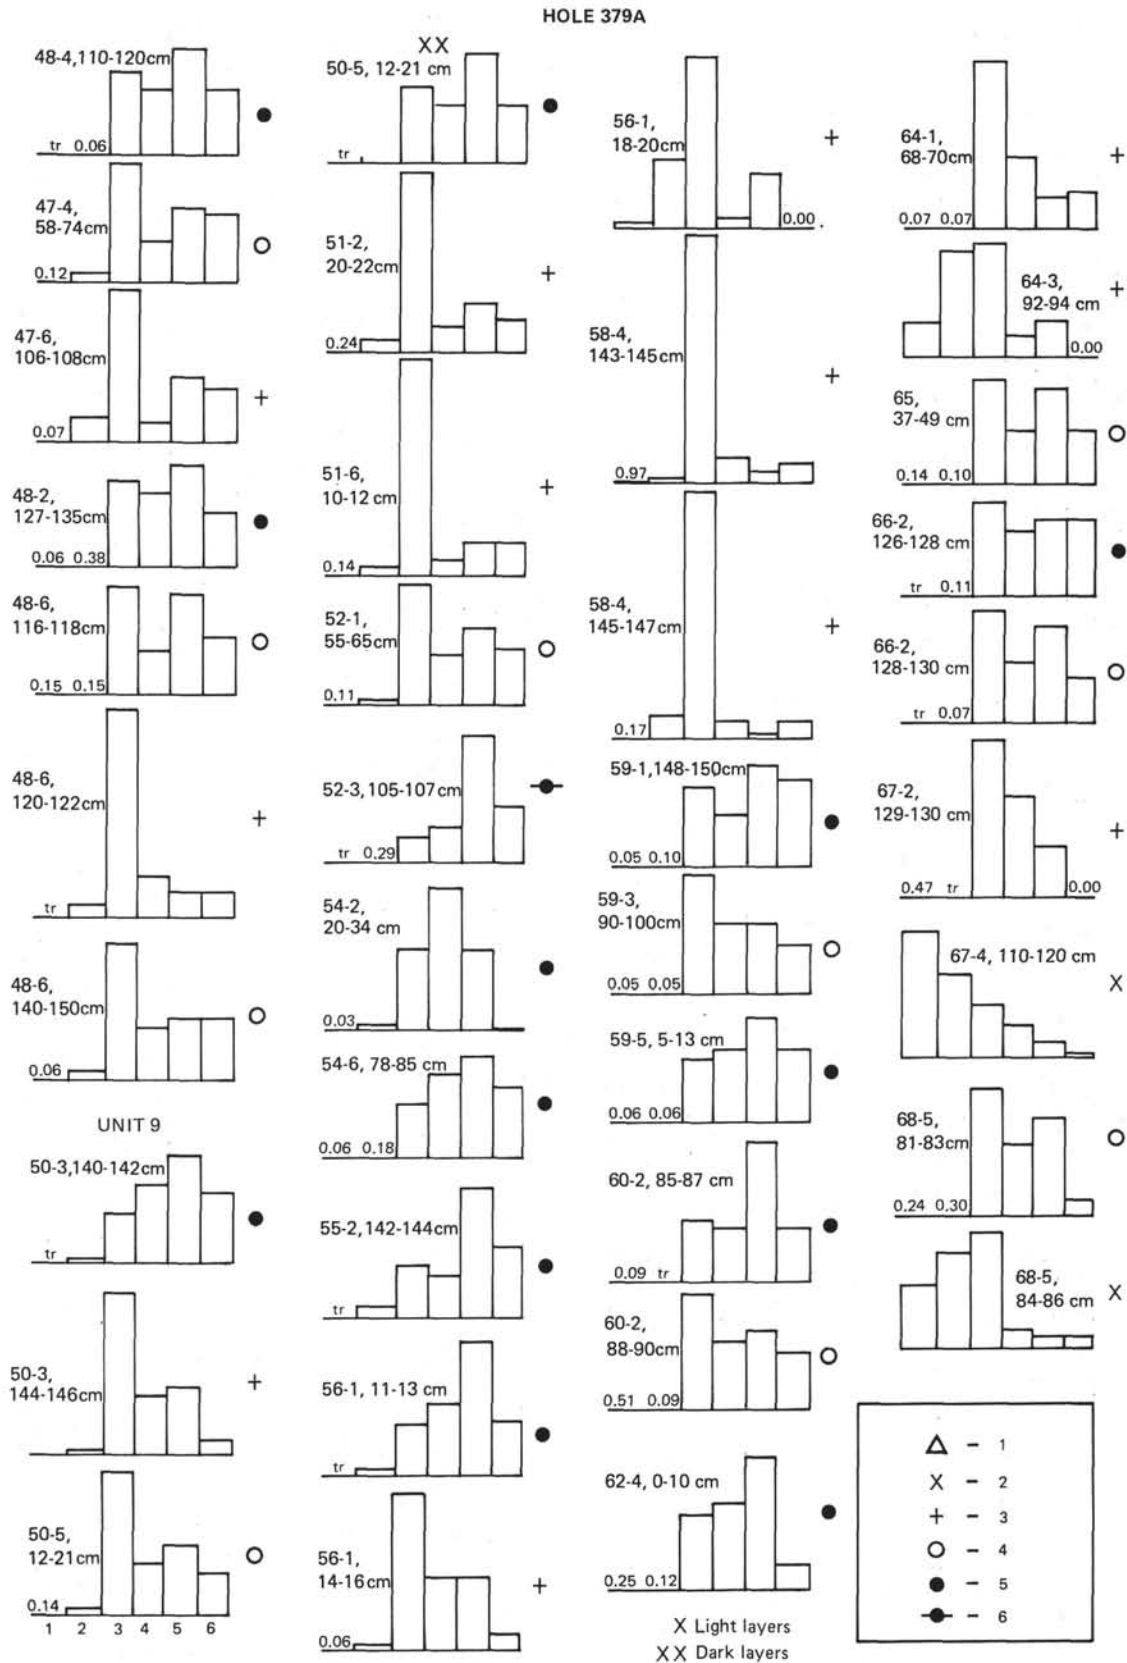 HOLE 379A
48-4,110-120cm
tr 0.06
47-4,
58-74cm
0.12
47-6,
106-108cm
0.07
48-2,
127-135cm
0.06 0.38
48-6,
116-118cm
0.15 0.15
48-6,
120-122cm
tr
48-6,
140-150cm
0.06
UNIT 9
50-3,140-142cm
tr
50-3,
144-146cm
50-5,
12-21cm
0.14
1 2 3 4 5 6
XX
50-5, 12-21 cm
tr
51-2,
20-22cm
0.24
51-6,
10-12 cm
0.14
52-1,
55-65cm
0.11
52-3, 105-107cm
tr 0.29
54-2,
20-34 cm
0.03
54-6, 78-85 cm
0.06 0.18
55-2, 142-144cm
tr
56-1, 11-13 cm
tr
56-1,
14-16cm
0.06
56-1,
18-20cm
0.00
58-4,
143-145cm
0.97
58-4,
145-147cm
0.17
59-1,148-150cm
0.05 0.10
59-3,
90-100cm
0.05 0.05
59-5, 5-13 cm
0.06 0.06
60-2, 85-87 cm
0.09 tr
60-2,
88-90cm
0.51 0.09
62-4, 0-10 cm
0.25 0.12
X Light layers
XX Dark layers
64-1,
68-70cm
0.07 0.07
64-3,
92-94 cm
0.00
65,
37-49 cm
0.14 0.10
66-2,
126-128 cm
tr 0.11
66-2,
128-130 cm
tr 0.07
67-2,
129-130 cm
0.47 tr 0.00
67-4, 110-120 cm
X
68-5,
81-83cm
0.24 0.30
68-5,
84-86 cm
X
△ – 1
X – 2
+ – 3
○ – 4
● – 5
-●- – 6